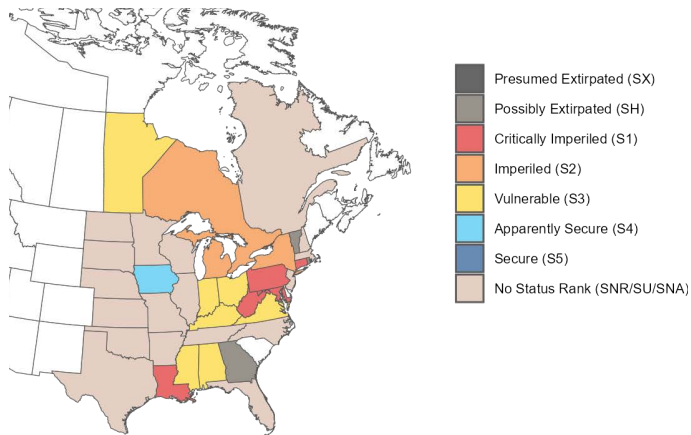 Presumed Extirpated (SX)
Possibly Extirpated (SH)
Critically Imperiled (S1)
Imperiled (S2)
Vulnerable (S3)
Apparently Secure (S4)
Secure (S5)
No Status Rank (SNR/SU/SNA)